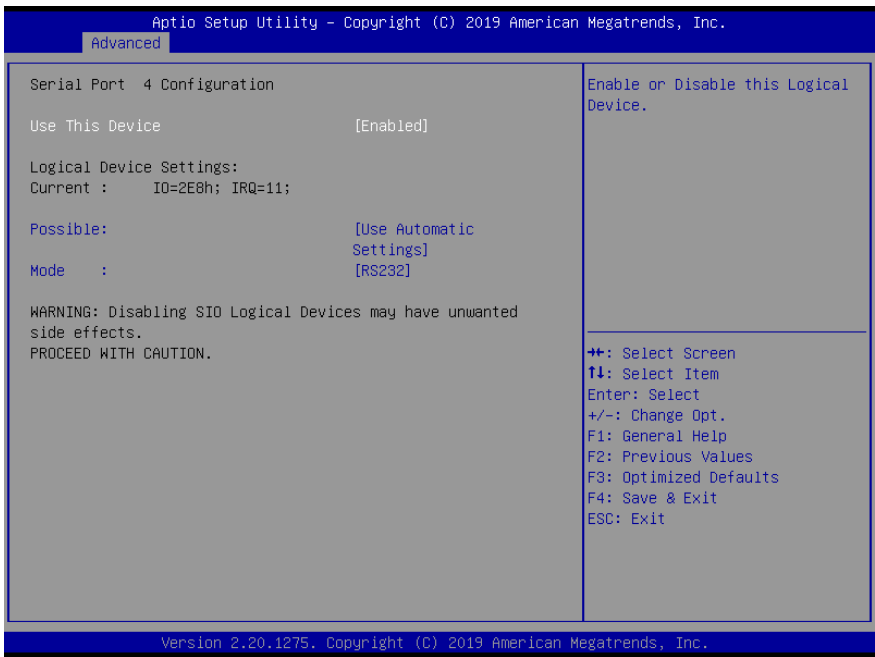 Aptio Setup Utility – Copyright (C) 2019 American Megatrends, Inc.
Advanced
Serial Port 4 Configuration
Use This Device [Enabled]
Logical Device Settings:
Current : IO=2E8h; IRQ=11;
Possible: [Use Automatic
Settings]
Mode : [RS232]
WARNING: Disabling SIO Logical Devices may have unwanted
side effects.
PROCEED WITH CAUTION.
Enable or Disable this Logical
Device.
→←: Select Screen
↑↓: Select Item
Enter: Select
+/-: Change Opt.
F1: General Help
F2: Previous Values
F3: Optimized Defaults
F4: Save & Exit
ESC: Exit
Version 2.20.1275. Copyright (C) 2019 American Megatrends, Inc.